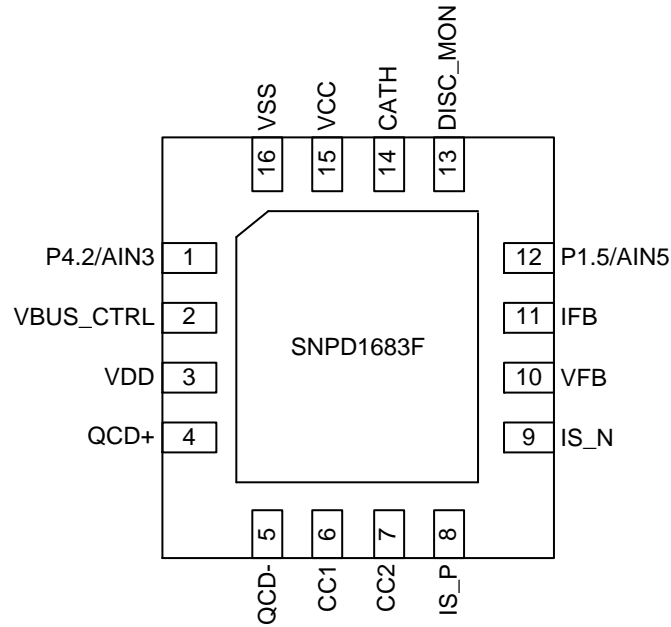 VSS
VCC
CATH
DISC_MON
16
15
14
13
P4.2/AIN3 1
12 P1.5/AIN5
VBUS_CTRL 2
11 IFB
SNPD1683F
VDD 3
10 VFB
QCD+ 4
9 IS_N
5
6
7
8
QCD-
CC1
CC2
IS_P